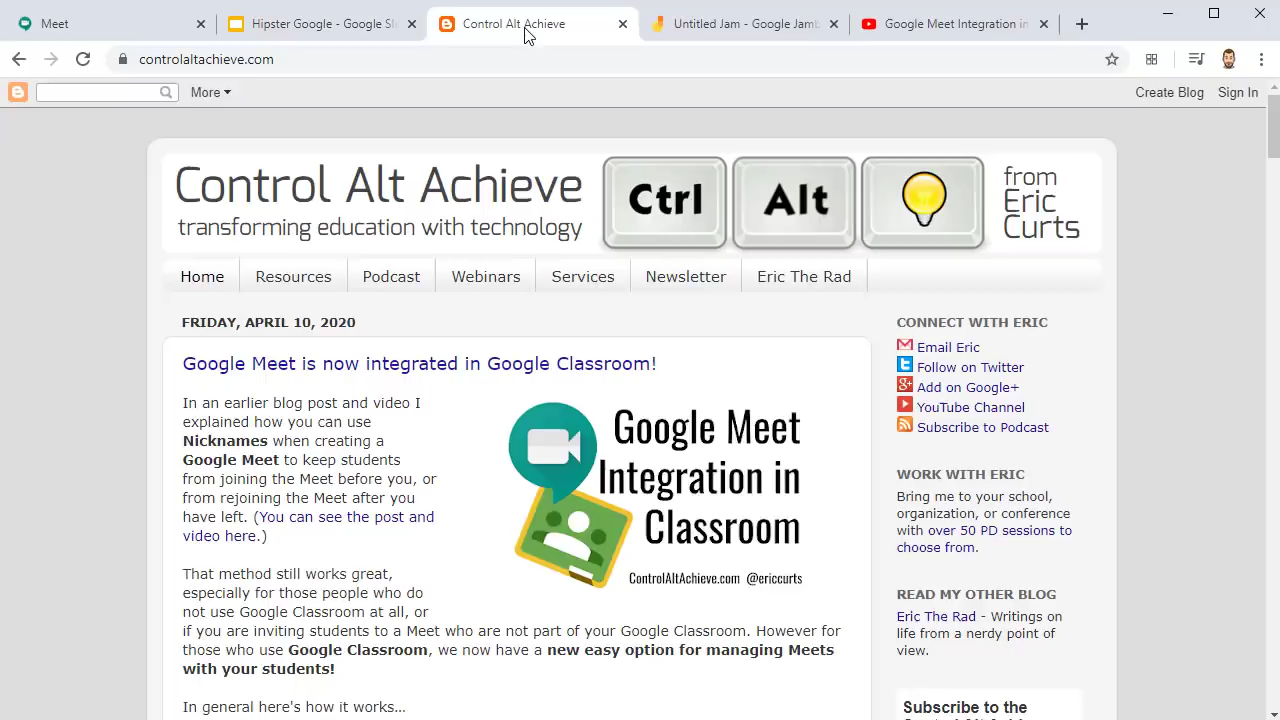 Meet
Hipster Google - Google Sl
Control Alt Achieve
Untitled Jam - Google Jamb
Google Meet Integration in
controlaltachieve.com
More
Create Blog
Sign In
Control Alt Achieve
transforming education with technology
Ctrl
Alt
from
Eric
Curts
Home
Resources
Podcast
Webinars
Services
Newsletter
Eric The Rad
FRIDAY, APRIL 10, 2020
Google Meet is now integrated in Google Classroom!
In an earlier blog post and video I
explained how you can use
Nicknames when creating a
Google Meet to keep students
from joining the Meet before you, or
from rejoining the Meet after you
have left. (You can see the post and
video here.)
That method still works great,
especially for those people who do
not use Google Classroom at all, or
if you are inviting students to a Meet who are not part of your Google Classroom. However for
those who use Google Classroom, we now have a new easy option for managing Meets
with your students!
In general here's how it works...
Google Meet
Integration in
Classroom
ControlAltAchieve.com @ericcurts
CONNECT WITH ERIC
Email Eric
Follow on Twitter
Add on Google+
YouTube Channel
Subscribe to Podcast
WORK WITH ERIC
Bring me to your school,
organization, or conference
with over 50 PD sessions to
choose from.
READ MY OTHER BLOG
Eric The Rad - Writings on
life from a nerdy point of
view.
Subscribe to the